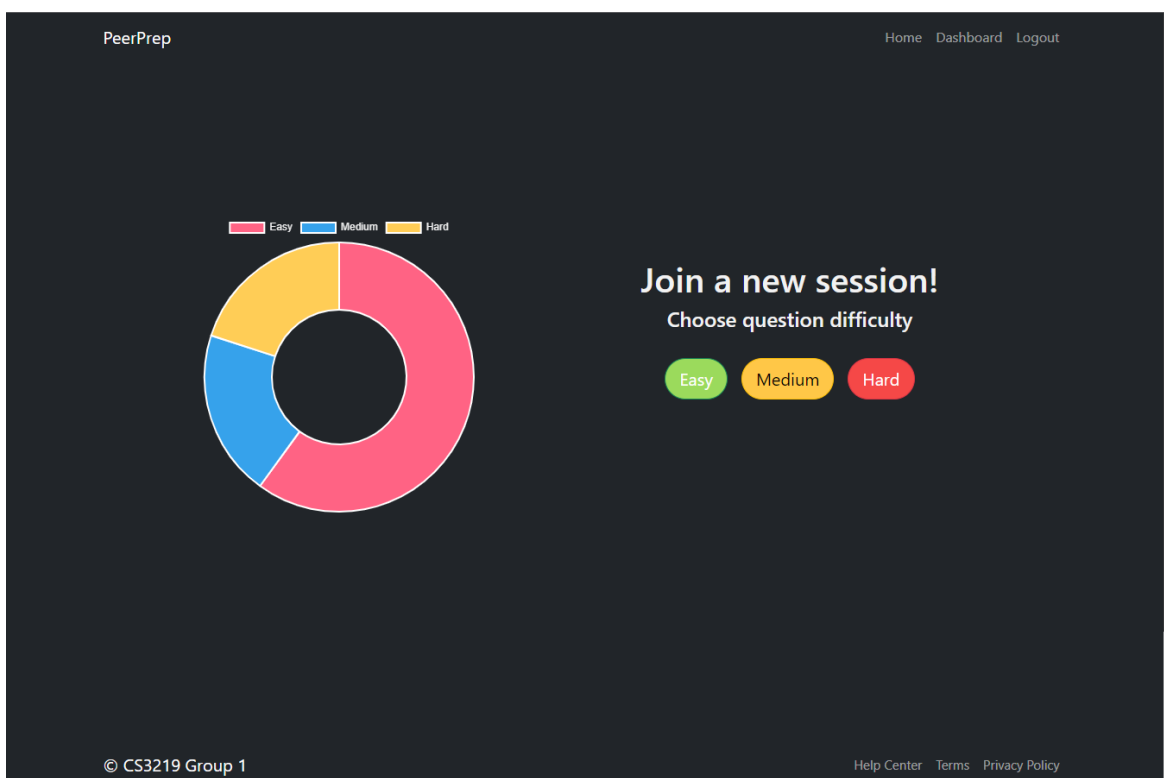 PeerPrep
Home Dashboard Logout
Easy Medium Hard
Join a new session!
Choose question difficulty
Easy Medium Hard
© CS3219 Group 1
Help Center Terms Privacy Policy